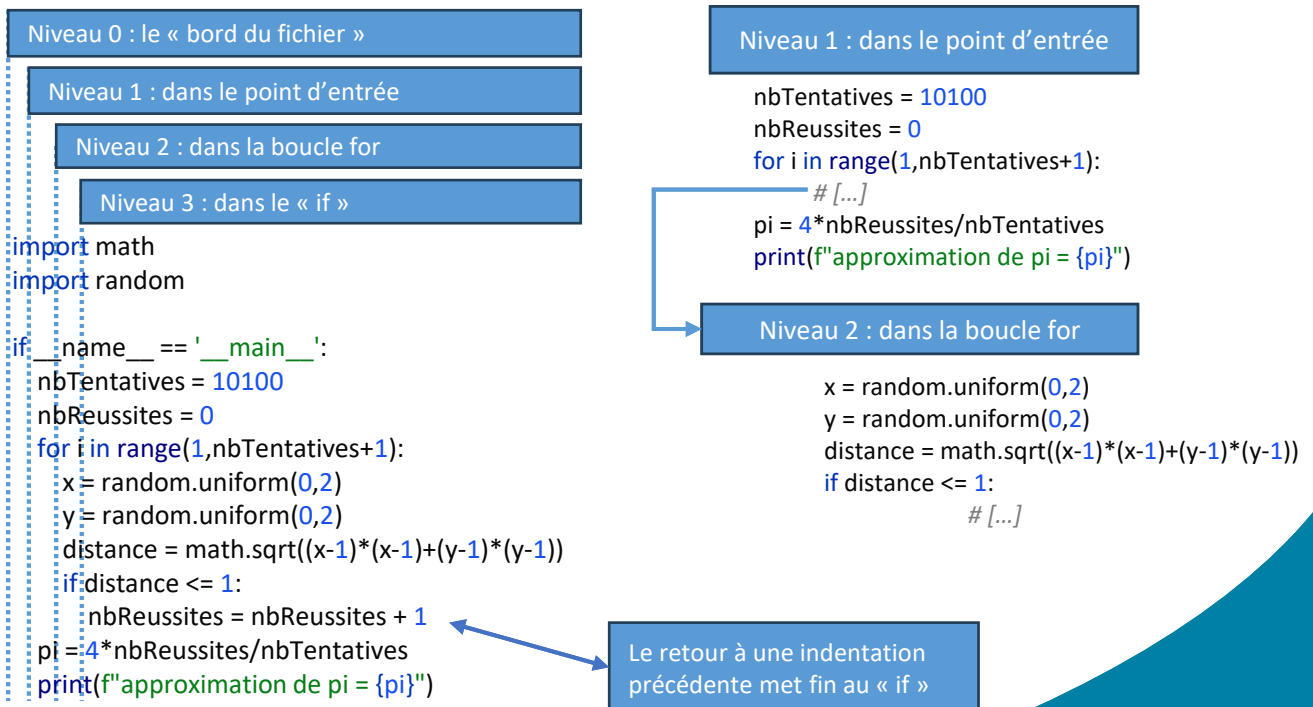 Niveau 0 : le « bord du fichier »
Niveau 1 : dans le point d’entrée
Niveau 2 : dans la boucle for
Niveau 3 : dans le « if »
import math
import random
if __name__ == '__main__':
nbTentatives = 10100
nbReussites = 0
for i in range(1,nbTentatives+1):
x = random.uniform(0,2)
y = random.uniform(0,2)
distance = math.sqrt((x-1)*(x-1)+(y-1)*(y-1))
if distance <= 1:
nbReussites = nbReussites + 1
pi = 4*nbReussites/nbTentatives
print(f"approximation de pi = {pi}")
Niveau 1 : dans le point d’entrée
nbTentatives = 10100
nbReussites = 0
for i in range(1,nbTentatives+1):
# [...]
pi = 4*nbReussites/nbTentatives
print(f"approximation de pi = {pi}")
Niveau 2 : dans la boucle for
x = random.uniform(0,2)
y = random.uniform(0,2)
distance = math.sqrt((x-1)*(x-1)+(y-1)*(y-1))
if distance <= 1:
# [...]
Le retour à une indentation
précédente met fin au « if »